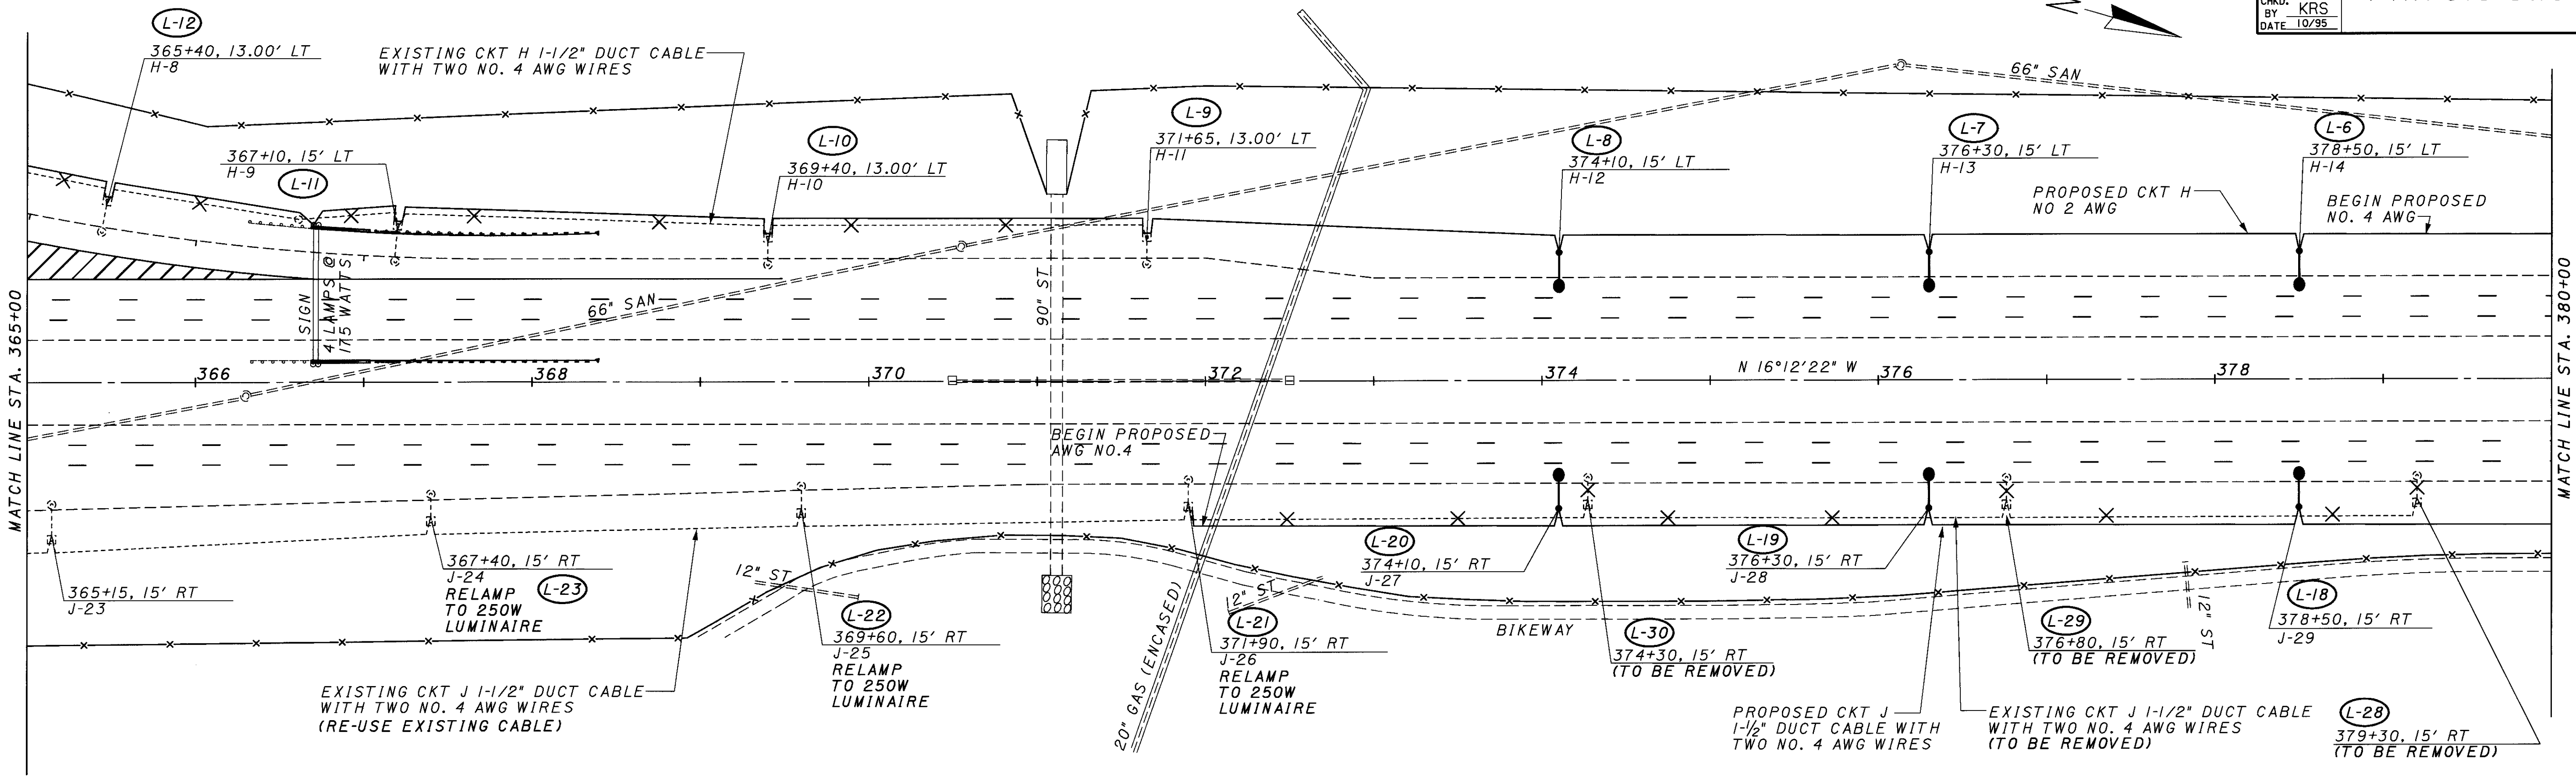 CHKD.
BY KRS
DATE 10/95
L-12
365+40, 13.00' LT
H-8
EXISTING CKT H 1-1/2" DUCT CABLE
WITH TWO NO. 4 AWG WIRES
66" SAN
L-9
371+65, 13.00' LT
H-11
L-10
369+40, 13.00' LT
H-10
367+10, 15' LT
H-9
L-11
L-8
374+10, 15' LT
H-12
L-7
376+30, 15' LT
H-13
L-6
378+50, 15' LT
H-14
PROPOSED CKT H
NO 2 AWG
BEGIN PROPOSED
NO. 4 AWG
MATCH LINE STA. 365+00
SIGN
4 LAMPS @
175 WATTS
66" SAN
90" ST
MATCH LINE STA. 380+00
366
368
370
372
374
N 16°12'22" W
376
378
BEGIN PROPOSED
AWG NO.4
365+15, 15' RT
J-23
367+40, 15' RT
J-24
RELAMP
TO 250W
LUMINAIRE
L-23
12" ST
L-22
369+60, 15' RT
J-25
RELAMP
TO 250W
LUMINAIRE
20" GAS (ENCASED)
12" ST
L-21
371+90, 15' RT
J-26
RELAMP
TO 250W
LUMINAIRE
L-20
374+10, 15' RT
J-27
L-19
376+30, 15' RT
J-28
BIKEWAY
L-30
374+30, 15' RT
(TO BE REMOVED)
L-29
376+80, 15' RT
(TO BE REMOVED)
12" ST
L-18
378+50, 15' RT
J-29
EXISTING CKT J 1-1/2" DUCT CABLE
WITH TWO NO. 4 AWG WIRES
(RE-USE EXISTING CABLE)
PROPOSED CKT J
1-1/2" DUCT CABLE WITH
TWO NO. 4 AWG WIRES
EXISTING CKT J 1-1/2" DUCT CABLE
WITH TWO NO. 4 AWG WIRES
(TO BE REMOVED)
L-28
379+30, 15' RT
(TO BE REMOVED)